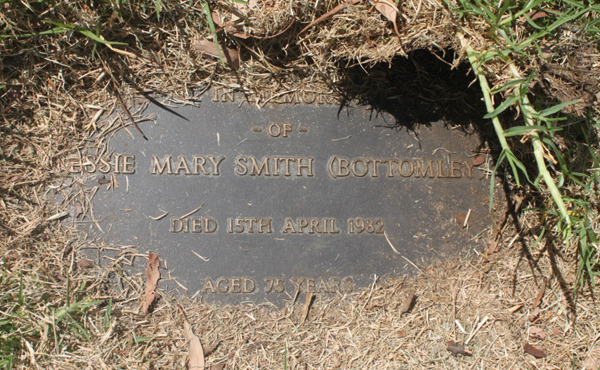 IN MEMORY
- OF -
ESSIE MARY SMITH (BOTTOMLEY)
DIED 15TH APRIL 1982
AGED 75 YEARS